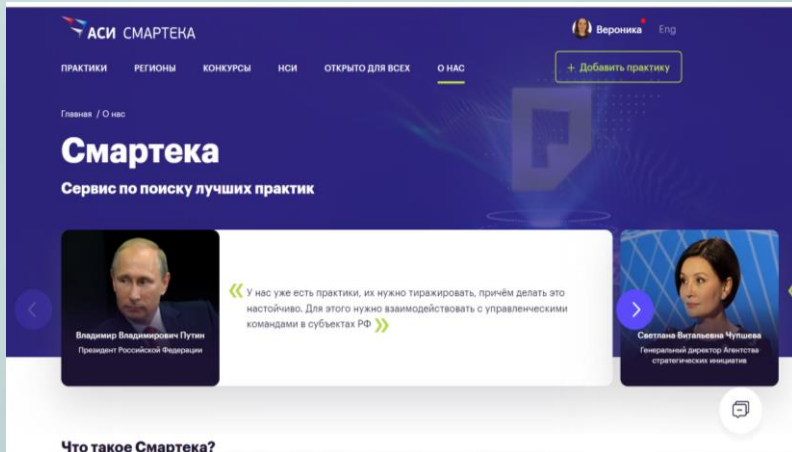 АСИ СМАРТЕКА
Вероника Eng
ПРАКТИКИ РЕГИОНЫ КОНКУРСЫ НСИ ОТКРЫТО ДЛЯ ВСЕХ О НАС
+ Добавить практику
Главная / О нас
Смартека
Сервис по поиску лучших практик
« У нас уже есть практики, их нужно тиражировать, причём делать это
настойчиво. Для этого нужно взаимодействовать с управленческими
командами в субъектах РФ »
Владимир Владимирович Путин
Президент Российской Федерации
Светлана Витальевна Чупшева
Генеральный директор Агентства
стратегических инициатив
Что такое Смартека?